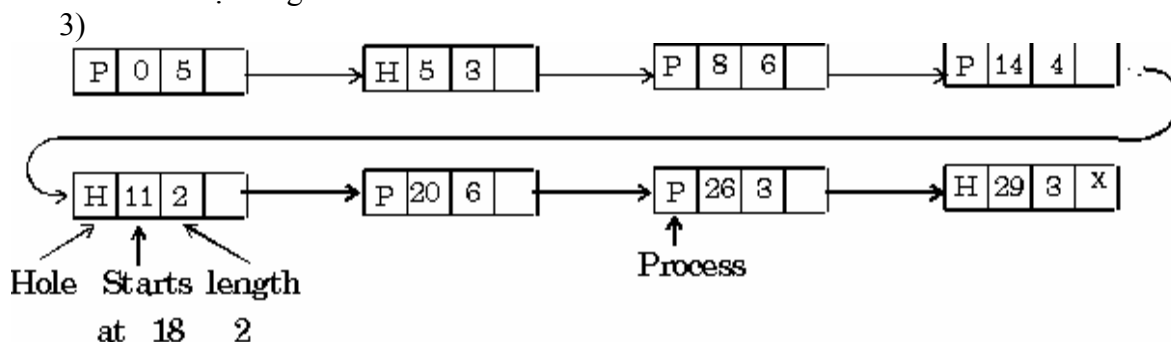 3)
P 0 5 H 5 3 P 8 6 P 14 4
H 11 2 P 20 6 P 26 3 H 29 3 X
Hole Starts length Process
at 18 2